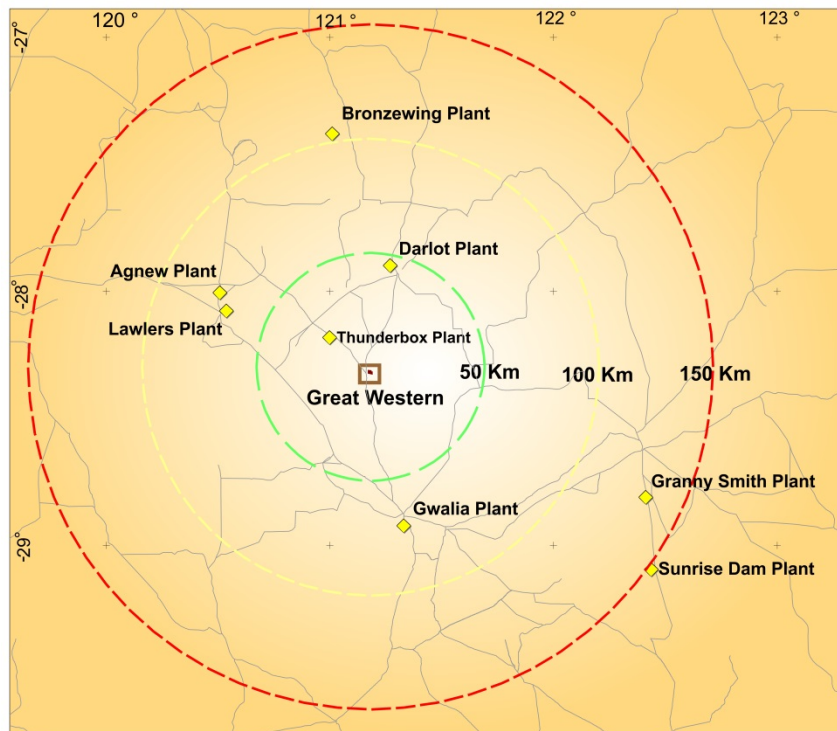 120 °
121 °
122 °
123 °
-27°
Bronzewing Plant
Darlot Plant
Agnew Plant
-28°
Lawlers Plant
Thunderbox Plant
50 Km
100 Km
150 Km
Great Western
Granny Smith Plant
Gwalia Plant
-29°
Sunrise Dam Plant